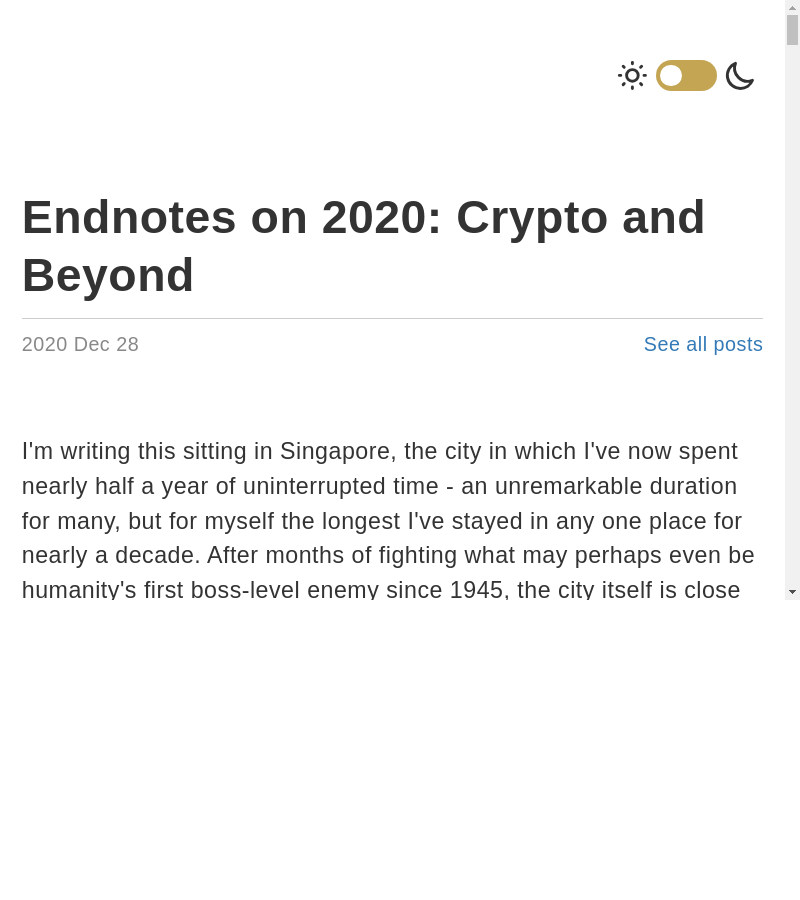 Endnotes on 2020: Crypto and
Beyond
2020 Dec 28
See all posts
I'm writing this sitting in Singapore, the city in which I've now spent
nearly half a year of uninterrupted time - an unremarkable duration
for many, but for myself the longest I've stayed in any one place for
nearly a decade. After months of fighting what may perhaps even be
humanity's first boss-level enemy since 1945, the city itself is close